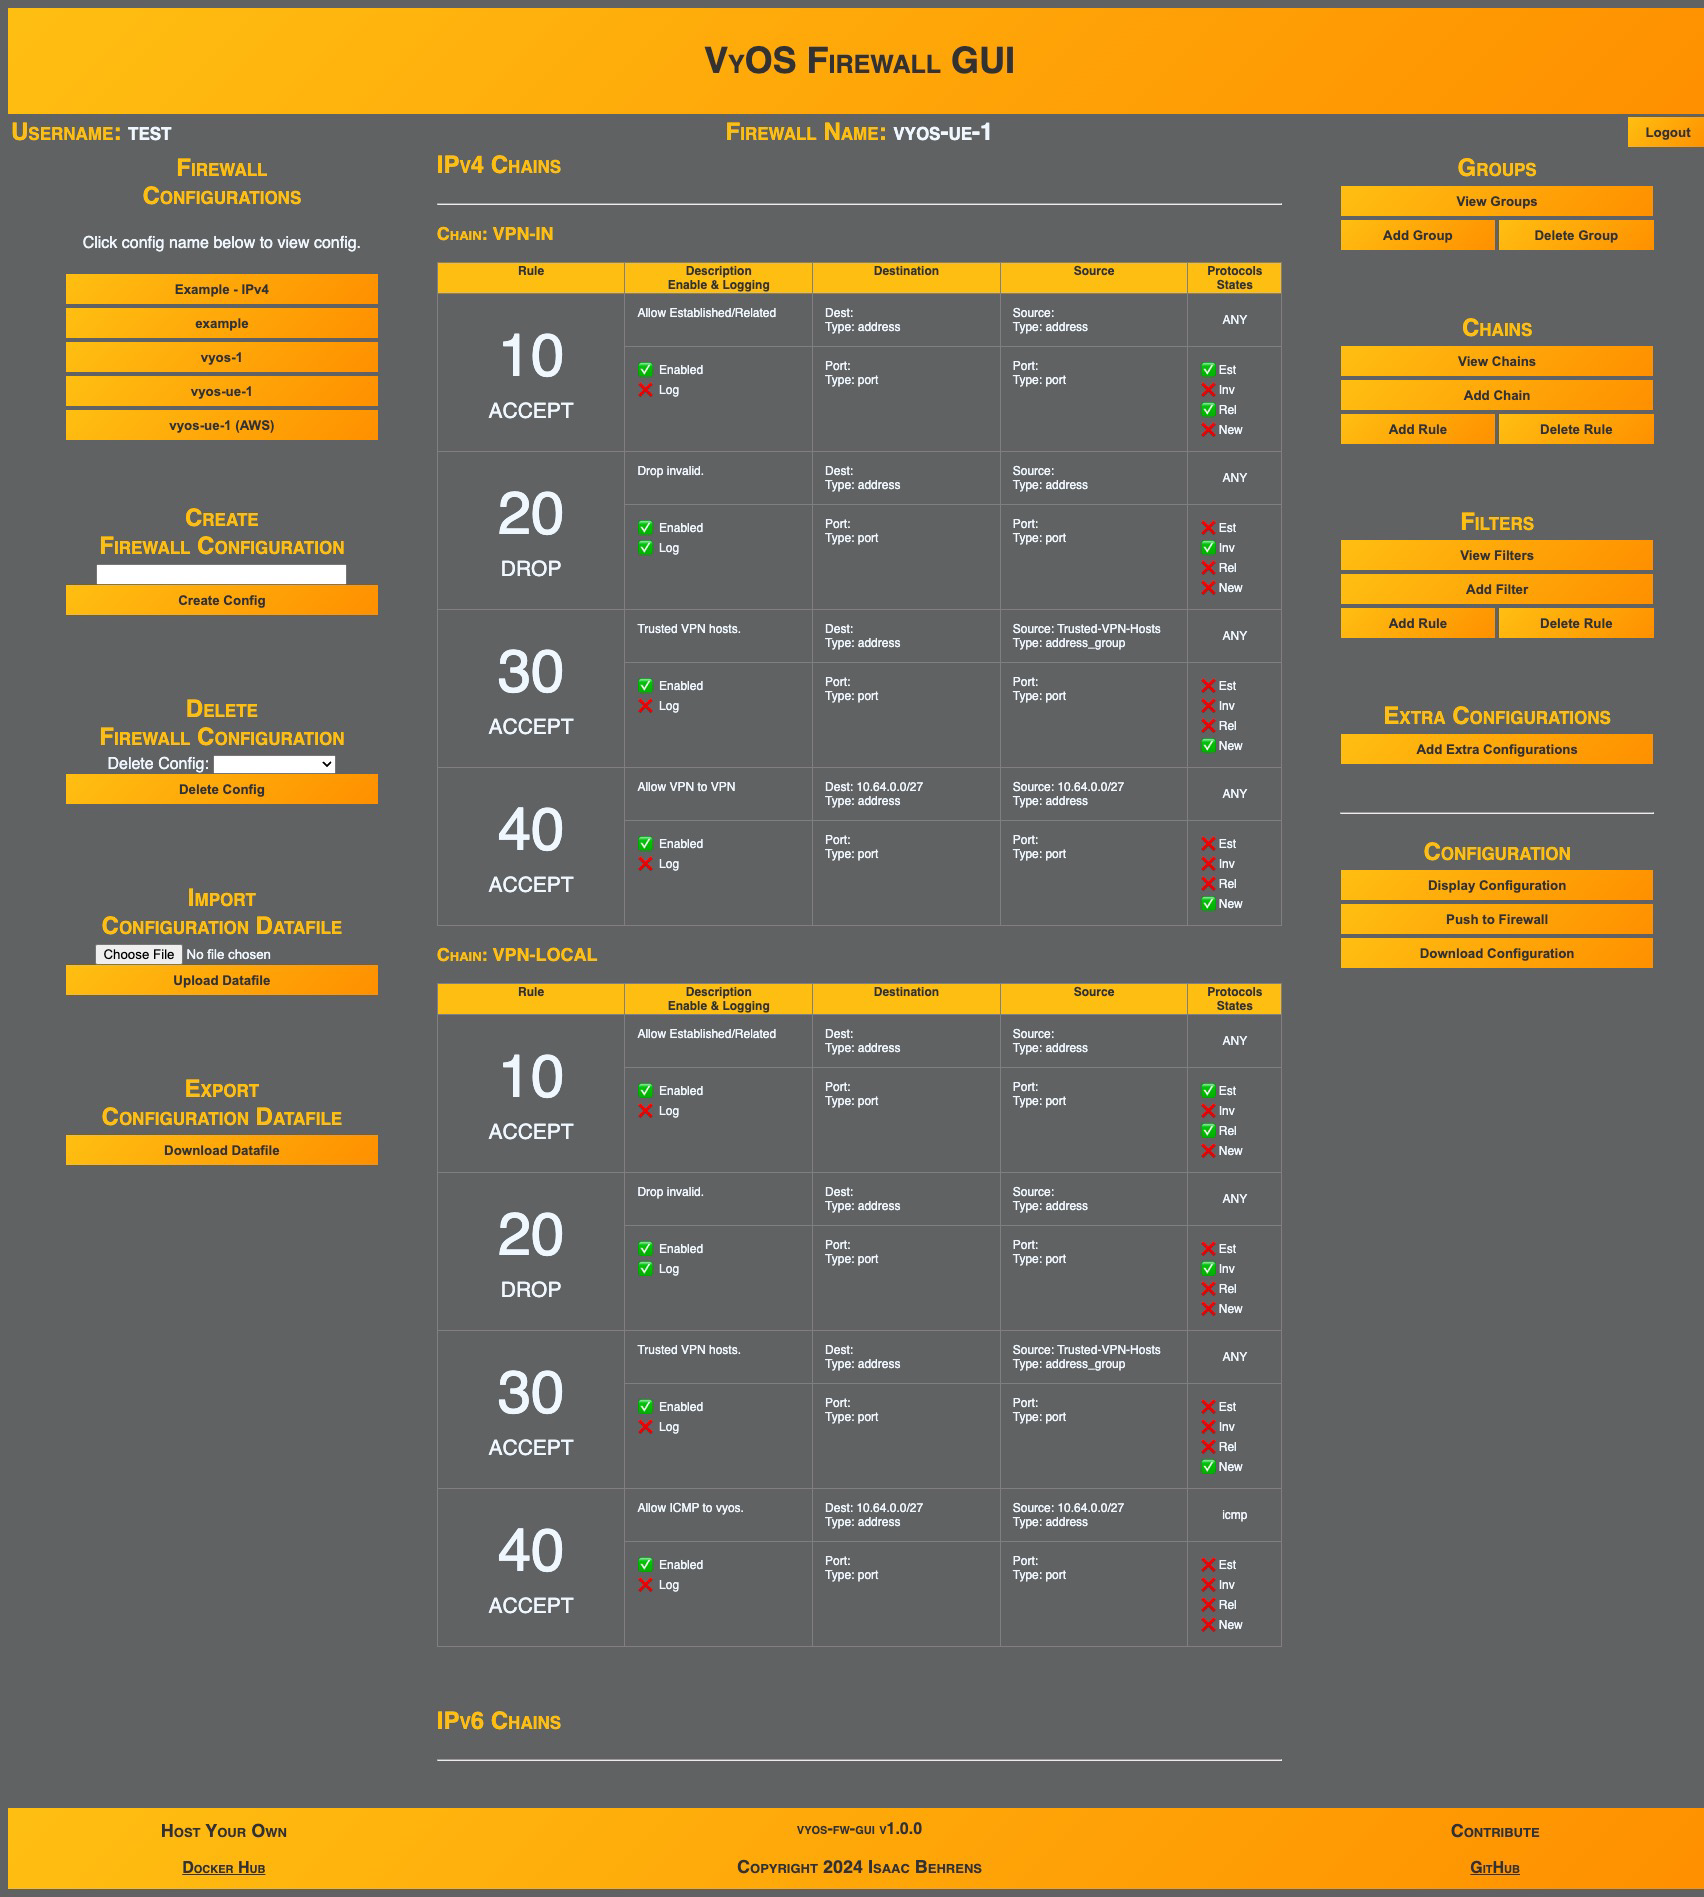 VyOS Firewall GUI
Username: test
Firewall Name: vyos-ue-1
Logout
Firewall
Configurations
Click config name below to view config.
Example - IPv4
example
vyos-1
vyos-ue-1
vyos-ue-1 (AWS)
Create
Firewall Configuration
Create Config
Delete
Firewall Configuration
Delete Config:
Delete Config
Import
Configuration Datafile
Choose File No file chosen
Upload Datafile
Export
Configuration Datafile
Download Datafile
IPv4 Chains
Chain: VPN-IN
Rule
Description
Enable & Logging
Destination
Source
Protocols
States
10
ACCEPT
Allow Established/Related
Dest:
Type: address
Source:
Type: address
ANY
✅ Enabled
❌ Log
Port:
Type: port
Port:
Type: port
✅ Est
❌ Inv
✅ Rel
❌ New
20
DROP
Drop invalid.
Dest:
Type: address
Source:
Type: address
ANY
✅ Enabled
✅ Log
Port:
Type: port
Port:
Type: port
❌ Est
✅ Inv
❌ Rel
❌ New
30
ACCEPT
Trusted VPN hosts.
Dest:
Type: address
Source: Trusted-VPN-Hosts
Type: address_group
ANY
✅ Enabled
❌ Log
Port:
Type: port
Port:
Type: port
❌ Est
❌ Inv
❌ Rel
✅ New
40
ACCEPT
Allow VPN to VPN
Dest: 10.64.0.0/27
Type: address
Source: 10.64.0.0/27
Type: address
ANY
✅ Enabled
❌ Log
Port:
Type: port
Port:
Type: port
❌ Est
❌ Inv
❌ Rel
✅ New
Chain: VPN-LOCAL
Rule
Description
Enable & Logging
Destination
Source
Protocols
States
10
ACCEPT
Allow Established/Related
Dest:
Type: address
Source:
Type: address
ANY
✅ Enabled
❌ Log
Port:
Type: port
Port:
Type: port
✅ Est
❌ Inv
✅ Rel
❌ New
20
DROP
Drop invalid.
Dest:
Type: address
Source:
Type: address
ANY
✅ Enabled
✅ Log
Port:
Type: port
Port:
Type: port
❌ Est
✅ Inv
❌ Rel
❌ New
30
ACCEPT
Trusted VPN hosts.
Dest:
Type: address
Source: Trusted-VPN-Hosts
Type: address_group
ANY
✅ Enabled
❌ Log
Port:
Type: port
Port:
Type: port
❌ Est
❌ Inv
❌ Rel
✅ New
40
ACCEPT
Allow ICMP to vyos.
Dest: 10.64.0.0/27
Type: address
Source: 10.64.0.0/27
Type: address
icmp
✅ Enabled
❌ Log
Port:
Type: port
Port:
Type: port
❌ Est
❌ Inv
❌ Rel
❌ New
IPv6 Chains
Groups
View Groups
Add Group
Delete Group
Chains
View Chains
Add Chain
Add Rule
Delete Rule
Filters
View Filters
Add Filter
Add Rule
Delete Rule
Extra Configurations
Add Extra Configurations
Configuration
Display Configuration
Push to Firewall
Download Configuration
Host Your Own
Docker Hub
vyos-fw-gui v1.0.0
Copyright 2024 Isaac Behrens
Contribute
GitHub